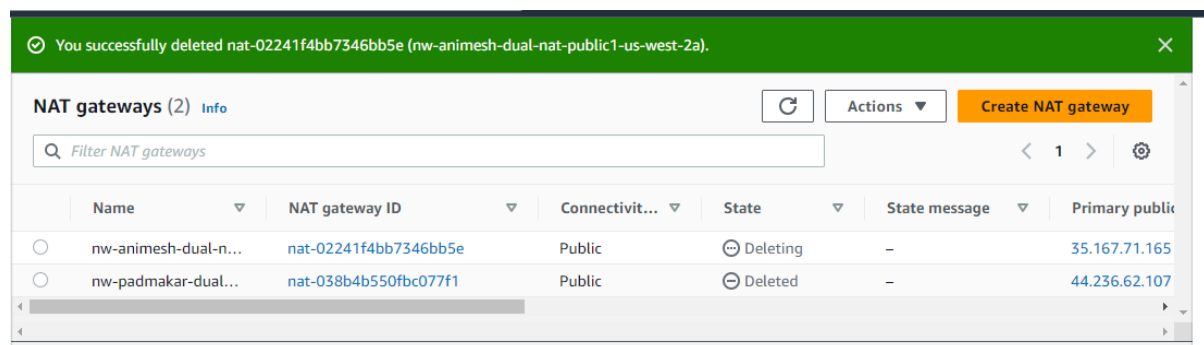 You successfully deleted nat-02241f4bb7346bb5e (nw-animesh-dual-nat-public1-us-west-2a).
NAT gateways (2) Info
Actions
Create NAT gateway
Filter NAT gateways
1
Name NAT gateway ID Connectivit... State State message Primary public
nw-animesh-dual-n... nat-02241f4bb7346bb5e Public Deleting – 35.167.71.165
nw-padmakar-dual... nat-038b4b550fbc077f1 Public Deleted – 44.236.62.107